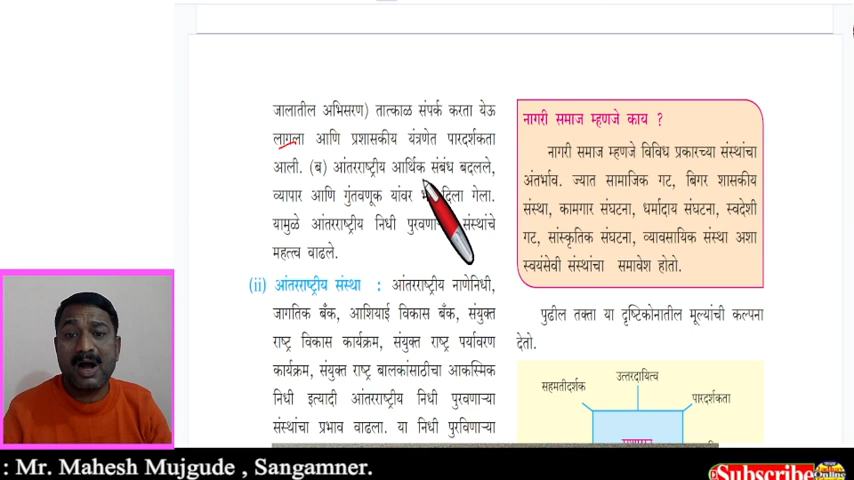 जालातील अभिसरण) तात्काळ संपर्क करता येऊ
लागला आणि प्रशासकीय यंत्रणेत पारदर्शकता
आली. (ब) आंतरराष्ट्रीय आर्थिक संबंध बदलले,
व्यापार आणि गुंतवणूक यांवर दिला गेला.
यामुळे आंतरराष्ट्रीय निधी संस्थांचे
महत्त्व वाढले.
(ii) आंतरराष्ट्रीय संस्था : आंतरराष्ट्रीय नाणेनिधी,
जागतिक बँक, आशियाई विकास बँक, संयुक्त
राष्ट्र विकास कार्यक्रम, संयुक्त राष्ट्र पर्यावरण
कार्यक्रम, संयुक्त राष्ट्र बालकांसाठीचा आकस्मिक
निधी इत्यादी आंतरराष्ट्रीय निधी पुरवणाऱ्या
संस्थांचा प्रभाव वाढला. या निधी पुरविणाऱ्या
नागरी समाज म्हणजे काय ?
नागरी समाज म्हणजे विविध प्रकारच्या संस्थांचा
अंतर्भाव. ज्यात सामाजिक गट, बिगर शासकीय
संस्था, कामगार संघटना, धर्मादाय संघटना, स्वदेशी
गट, सांस्कृतिक संघटना, व्यावसायिक संस्था अशा
स्वयंसेवी संस्थांचा समावेश होतो.
पुढील तक्ता या दृष्टिकोनातील मूल्यांची कल्पना
देतो.
उत्तरदायित्व
सहमतीदर्शक
पारदर्शकता
: Mr. Mahesh Mujgude , Sangamner.
Subscribe
Online